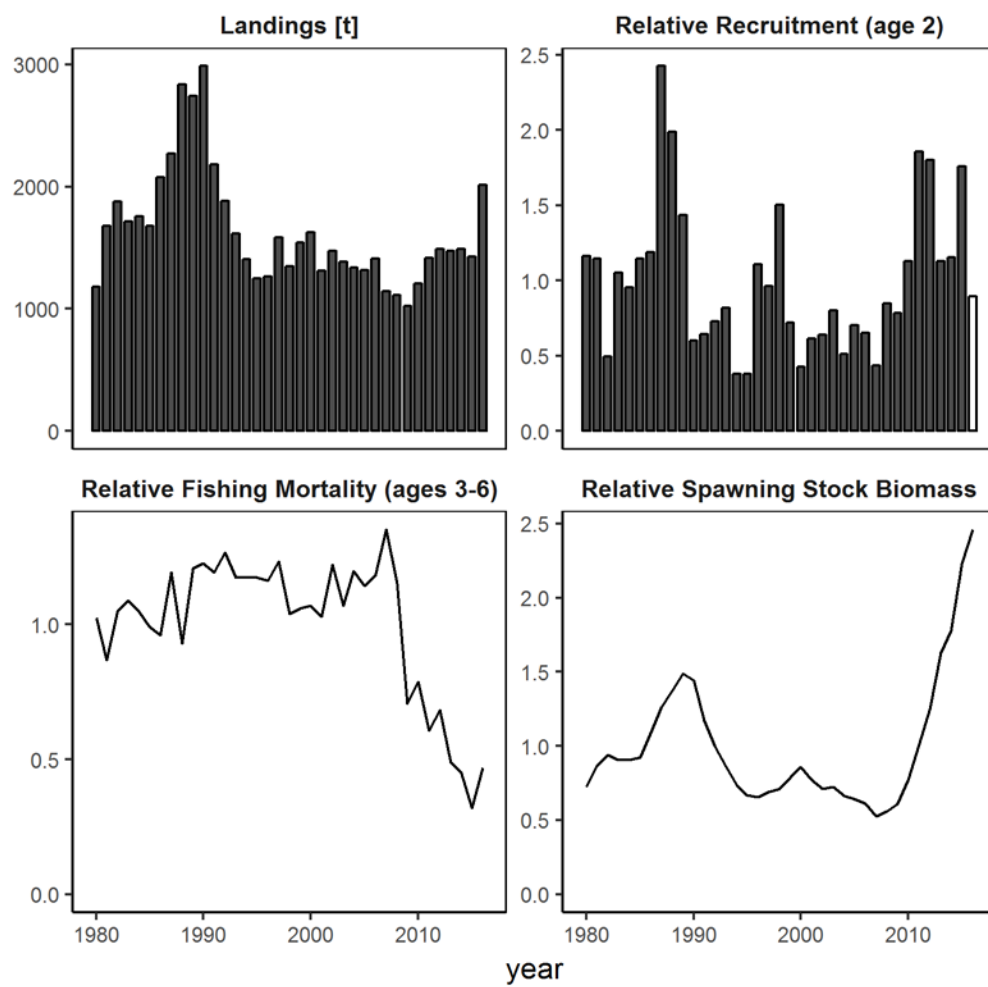 Landings [t]
3000
2000
1000
0
Relative Recruitment (age 2)
2.5
2.0
1.5
1.0
0.5
0.0
Relative Fishing Mortality (ages 3-6)
1.0
0.5
0.0
1980 1990 2000 2010
Relative Spawning Stock Biomass
2.5
2.0
1.5
1.0
0.5
0.0
1980 1990 2000 2010
year